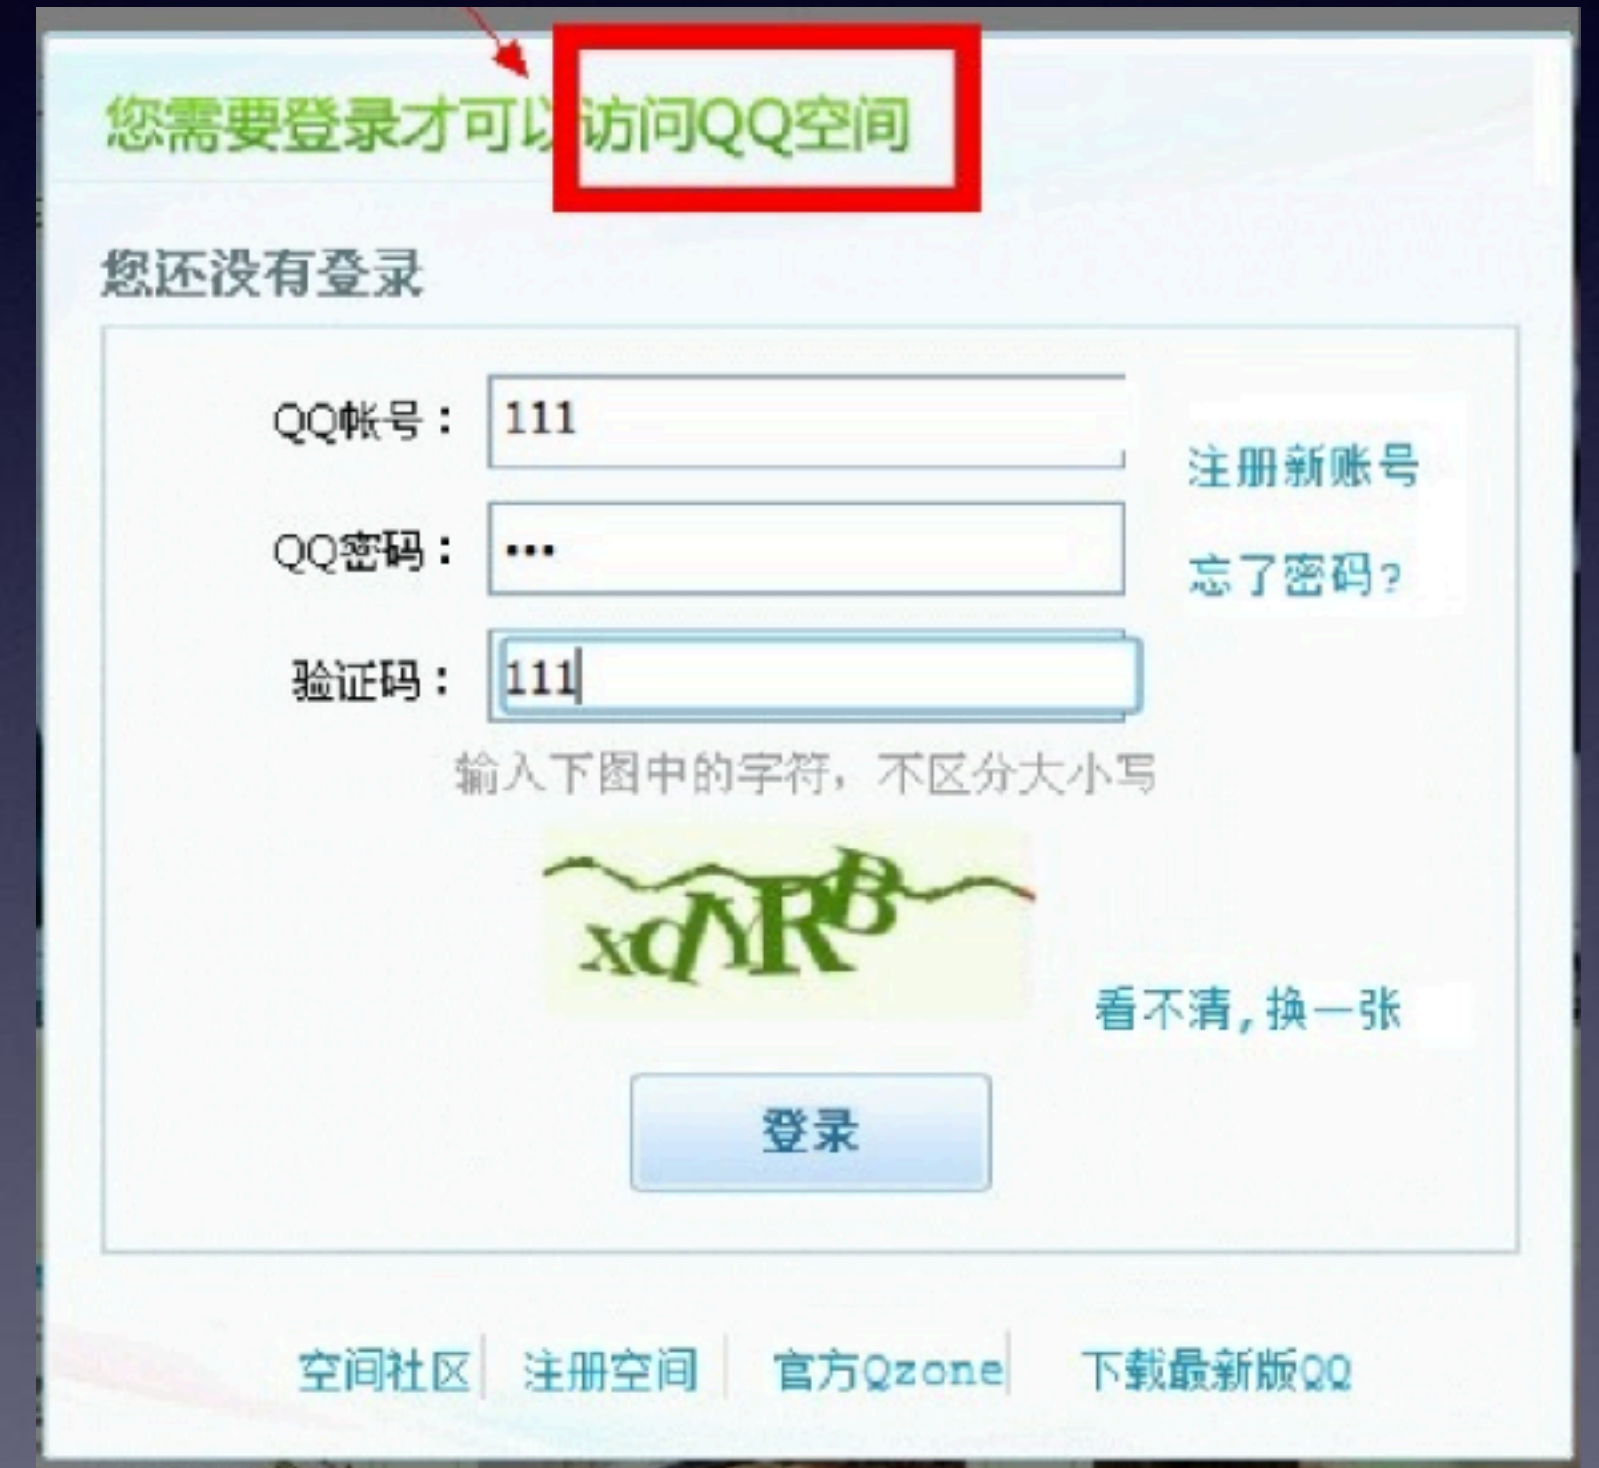 您需要登录才可以访问QQ空间
您还没有登录
QQ帐号： 111
注册新账号
QQ密码： •••
忘了密码?
验证码： 111
输入下图中的字符，不区分大小写
xdYRB
看不清,换一张
登录
空间社区 注册空间 官方Qzone 下载最新版QQ